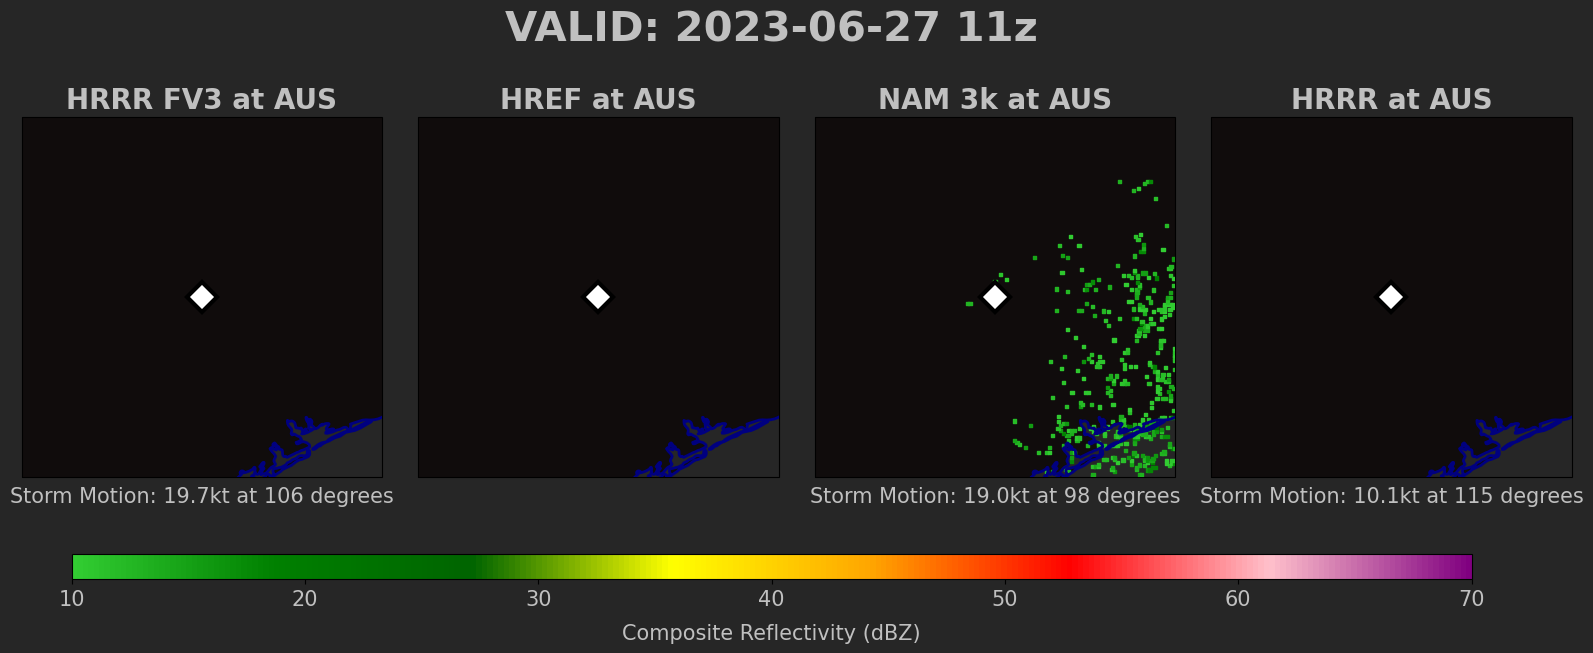 VALID: 2023-06-27 11z
HRRR FV3 at AUS
HREF at AUS
NAM 3k at AUS
HRRR at AUS
Storm Motion: 19.7kt at 106 degrees
Storm Motion: 19.0kt at 98 degrees
Storm Motion: 10.1kt at 115 degrees
10 20 30 40 50 60 70
Composite Reflectivity (dBZ)